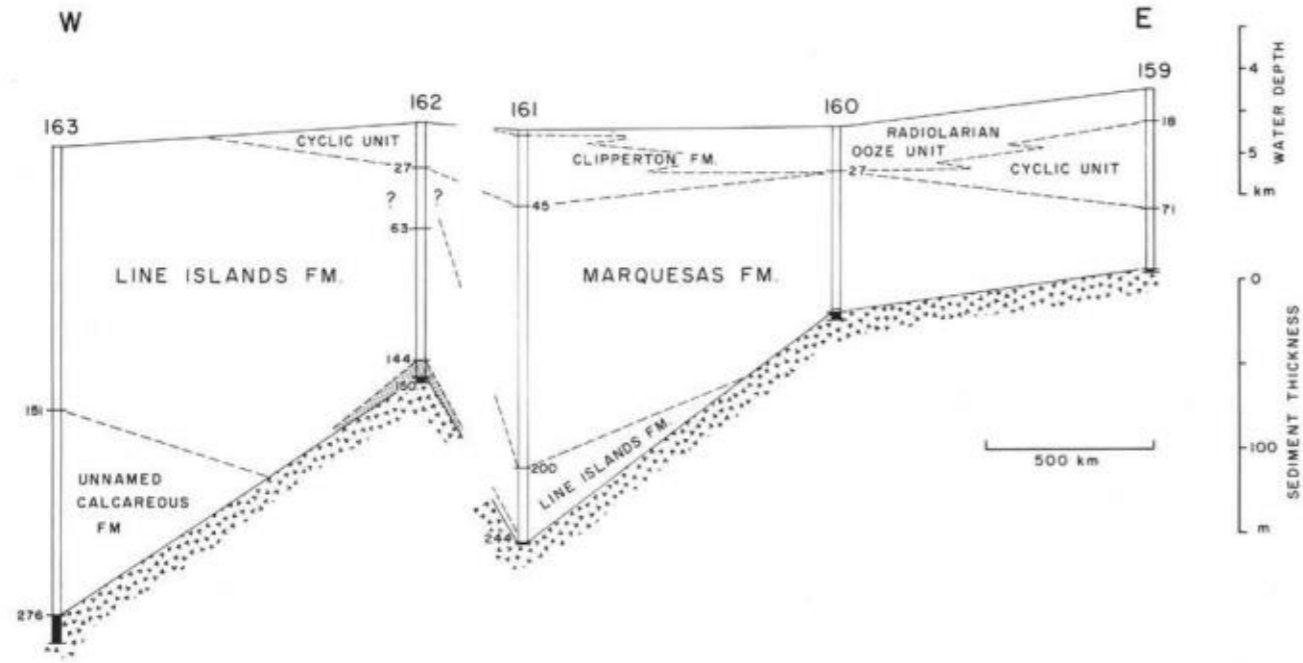 W
E
163
162
161
160
159
CYCLIC UNIT
27
?
?
63
LINE ISLANDS FM.
144
150
151
UNNAMED
CALCAREOUS
FM
276
CLIPPERTON FM.
45
MARQUESAS FM.
200
LINE ISLANDS FM
244
RADIOLARIAN
OOZE UNIT
27
CYCLIC UNIT
18
71
500 km
4
5
km
WATER DEPTH
0
100
m
SEDIMENT THICKNESS